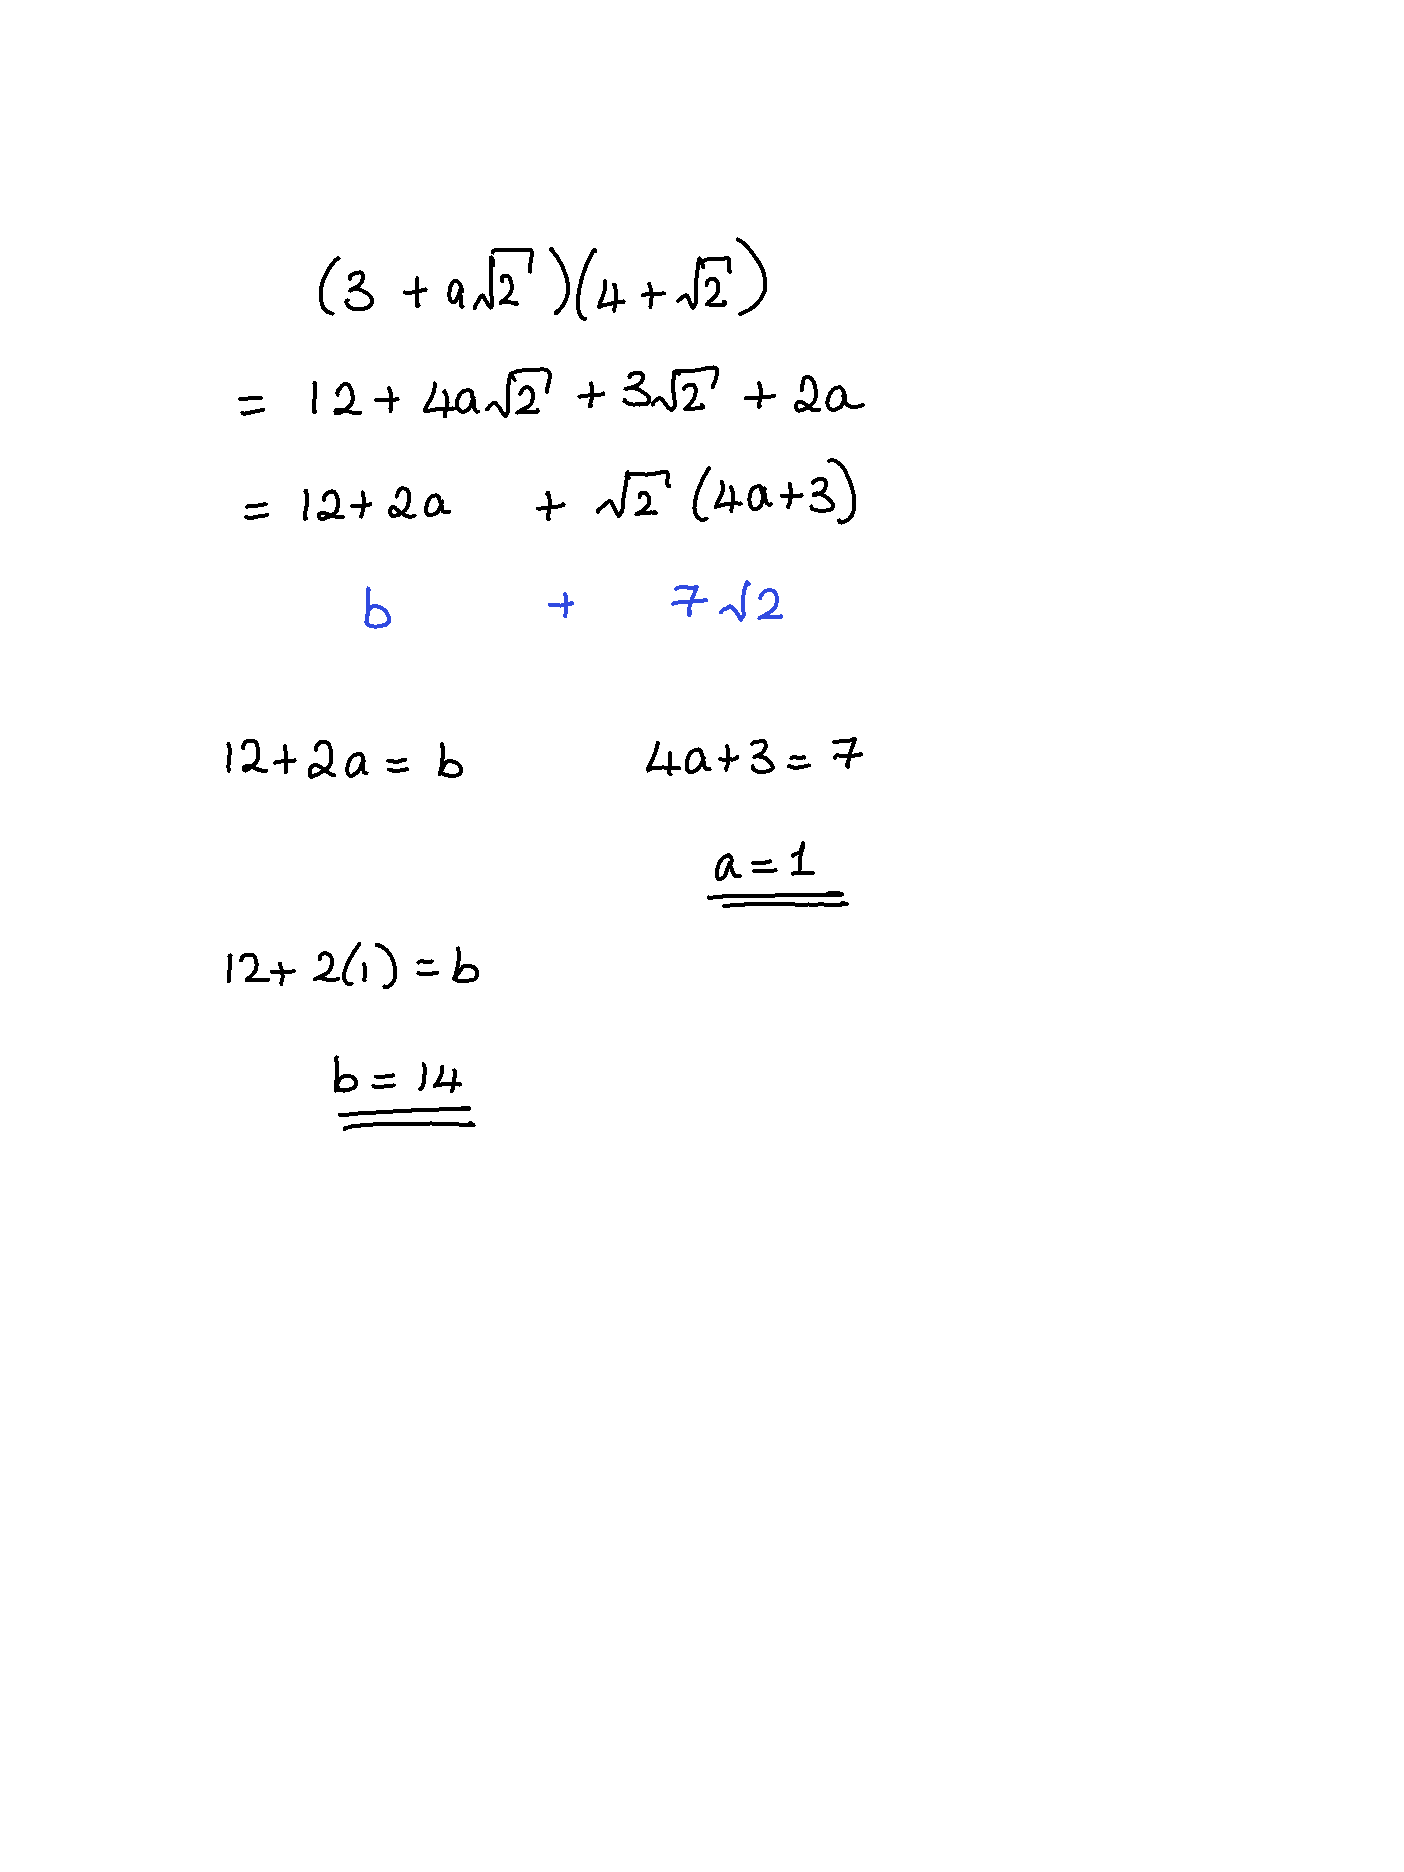 (3 + a√2)(4 + √2)
= 12 + 4a√2 + 3√2 + 2a
= 12 + 2a + √2 (4a+3)
b + 7√2
12 + 2a = b 4a + 3 = 7
a = 1
12 + 2(1) = b
b = 14